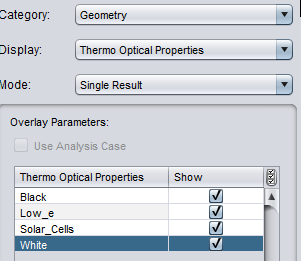 Category: Geometry
Display: Thermo Optical Properties
Mode: Single Result
Overlay Parameters:
Use Analysis Case
Thermo Optical Properties Show
Black
Low_e
Solar_Cells
White